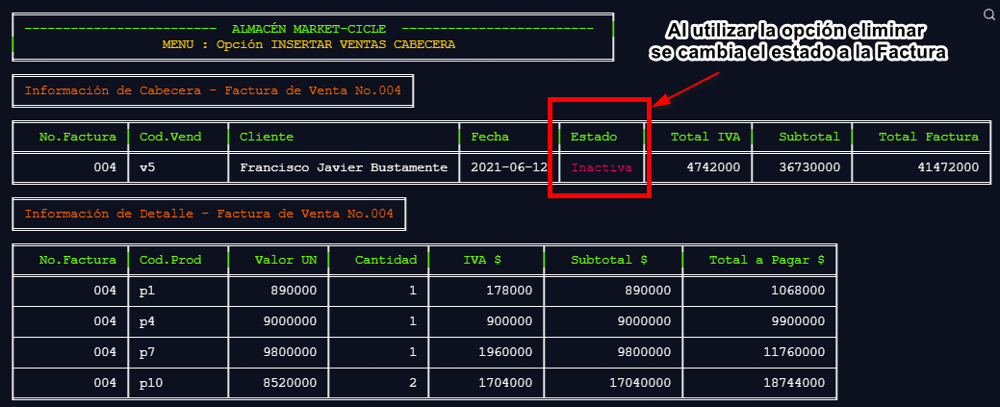 ------------------------- ALMACÉN MARKET-CICLE -------------------------
MENU : Opción INSERTAR VENTAS CABECERA
Al utilizar la opción eliminar
se cambia el estado a la Factura
Información de Cabecera - Factura de Venta No.004
No.Factura Cod.Vend Cliente Fecha Estado Total IVA Subtotal Total Factura
004 v5 Francisco Javier Bustamente 2021-06-12 Inactiva 4742000 36730000 41472000
Información de Detalle - Factura de Venta No.004
No.Factura Cod.Prod Valor UN Cantidad IVA $ Subtotal $ Total a Pagar $
004 p1 890000 1 178000 890000 1068000
004 p4 9000000 1 900000 9000000 9900000
004 p7 9800000 1 1960000 9800000 11760000
004 p10 8520000 2 1704000 17040000 18744000